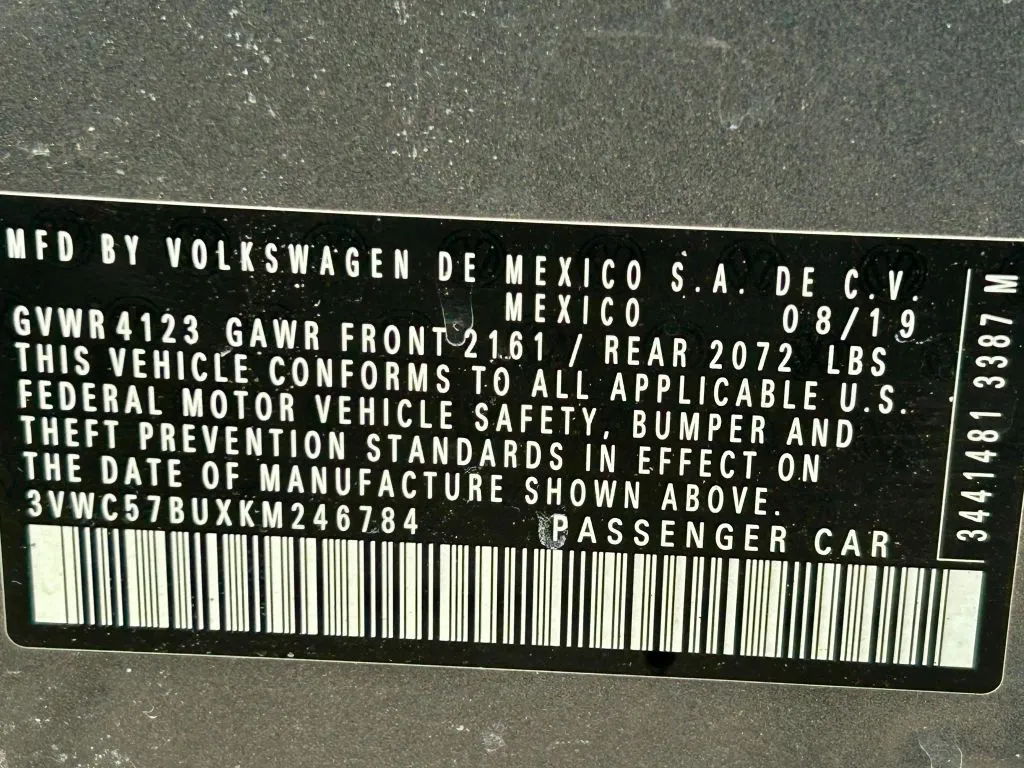 MFD BY VOLKSWAGEN DE MEXICO S.A. DE C.V.
MEXICO 08/19
GVWR 4123 GAWR FRONT 2161 / REAR 2072 LBS
THIS VEHICLE CONFORMS TO ALL APPLICABLE U.S.
FEDERAL MOTOR VEHICLE SAFETY, BUMPER AND
THEFT PREVENTION STANDARDS IN EFFECT ON
THE DATE OF MANUFACTURE SHOWN ABOVE.
3VWC57BUXKM246784 PASSENGER CAR
3441481 3387 M